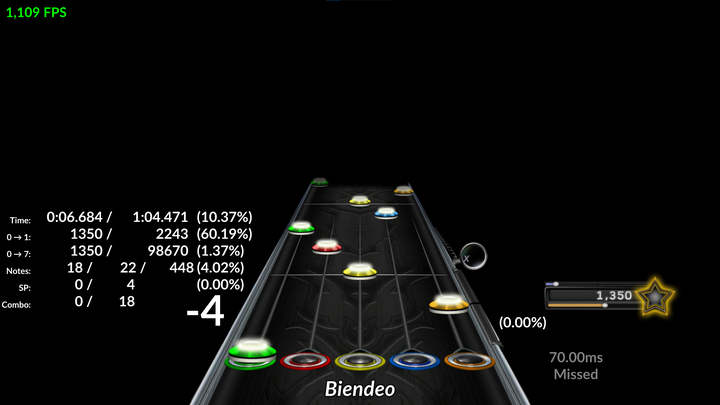 1,109 FPS
Time: 0:06.684 / 1:04.471 (10.37%)
0 → 1: 1350 / 2243 (60.19%)
0 → 7: 1350 / 98670 (1.37%)
Notes: 18 / 22 / 448 (4.02%)
SP: 0 / 4 (0.00%)
Combo: 0 / 18
-4
x
1,350
(0.00%)
70.00ms
Missed
Biendeo